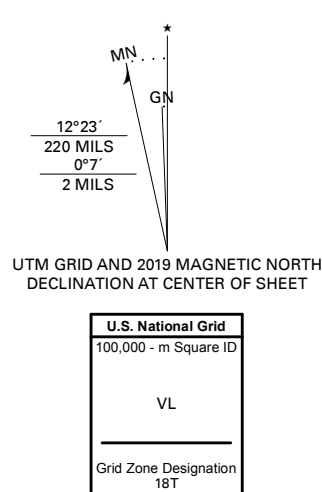 ★
MN
GN
12°23´
220 MILS
0°7´
2 MILS
UTM GRID AND 2019 MAGNETIC NORTH
DECLINATION AT CENTER OF SHEET
U.S. National Grid
100,000 - m Square ID
VL
Grid Zone Designation
18T